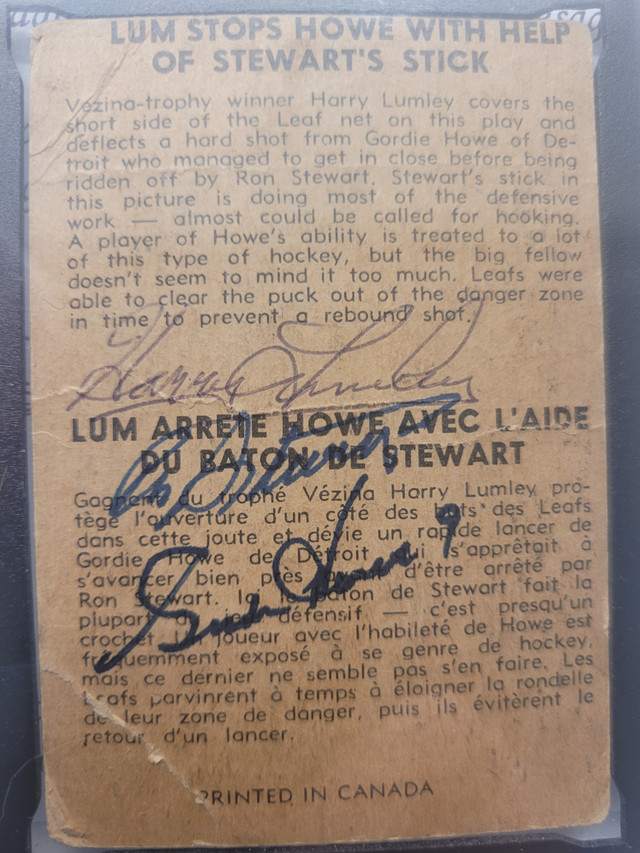 LUM STOPS HOWE WITH HELP
OF STEWART'S STICK
Vezina-trophy winner Harry Lumley covers the
short side of the Leaf net on this play and
deflects a hard shot from Gordie Howe of De-
troit who managed to get in close before being
ridden off by Ron Stewart. Stewart's stick in
this picture is doing most of the defensive
work — almost could be called for hooking.
A player of Howe's ability is treated to a lot
of this type of hockey, but the big fellow
doesn't seem to mind it too much. Leafs were
able to clear the puck out of the danger zone
in time to prevent a rebound shot.
Harry Lumley
LUM ARRETE HOWE AVEC L'AIDE
DU BATON DE STEWART
Ron Stewart
Gagnent du trophé Vézina Harry Lumley pro-
tège l'ouverture d'un côté des buts des Leafs
dans cette joute et dévie un rapide lancer de
Gordie Howe de Détroit qui s'apprêtait à
s'avancer bien près d'être arrêté par
Gordie Howe 9
Ron Stewart. Ici le baton de Stewart fait la
plupart jeu défensif — c'est presqu'un
crochet. Un joueur avec l'habileté de Howe est
fréquemment exposé à se genre de hockey,
mais ce dernier ne semble pas s'en faire. Les
Leafs parvinrent à temps à éloigner la rondelle
de leur zone de danger, puis ils évitèrent le
retour d'un lancer.
PRINTED IN CANADA